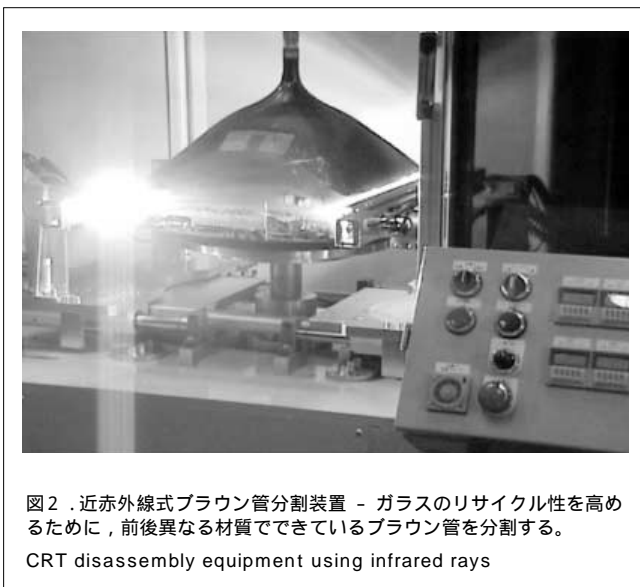 図2．近赤外線式ブラウン管分割装置 － ガラスのリサイクル性を高め
るために，前後異なる材質でできているブラウン管を分割する。
CRT disassembly equipment using infrared rays